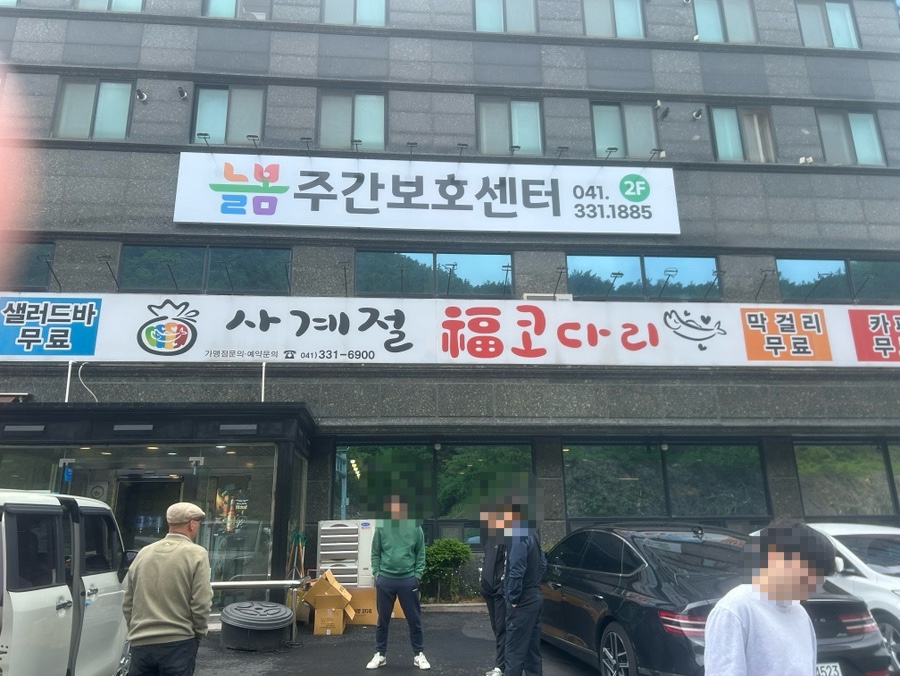 늘봄 주간보호센터 041. 2F
331.1885
샐러드바
무료
사계절 福코다리
가맹점문의·예약문의 ☎ 041) 331-6900
막걸리
무료
4523